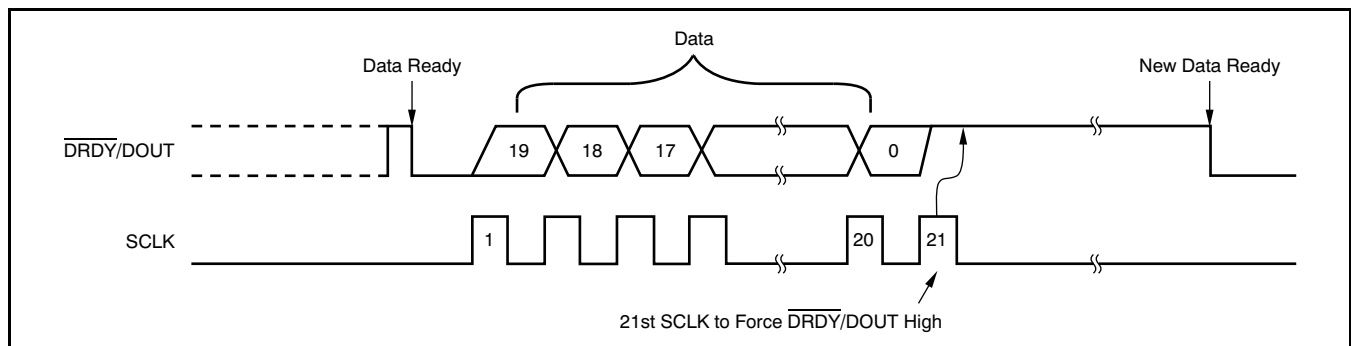 Data
Data Ready
New Data Ready
DRDY/DOUT
19
18
17
0
SCLK
1
20
21
21st SCLK to Force DRDY/DOUT High